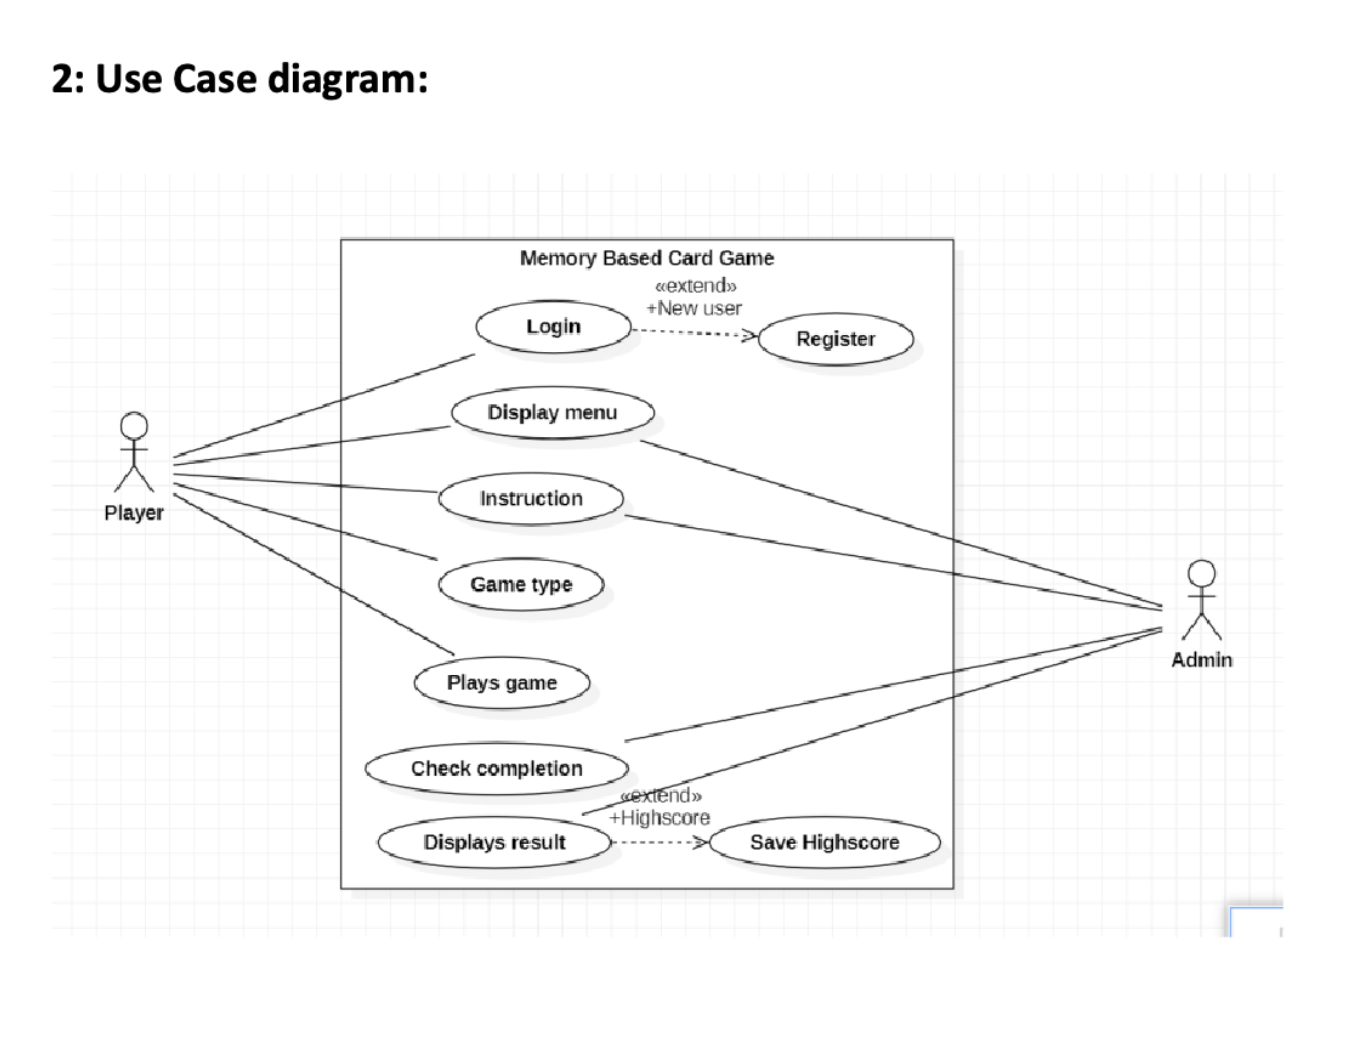 2: Use Case diagram:
Memory Based Card Game
«extend»
+New user
Login
Register
Display menu
Instruction
Player
Game type
Admin
Plays game
Check completion
«extend»
+Highscore
Displays result
Save Highscore